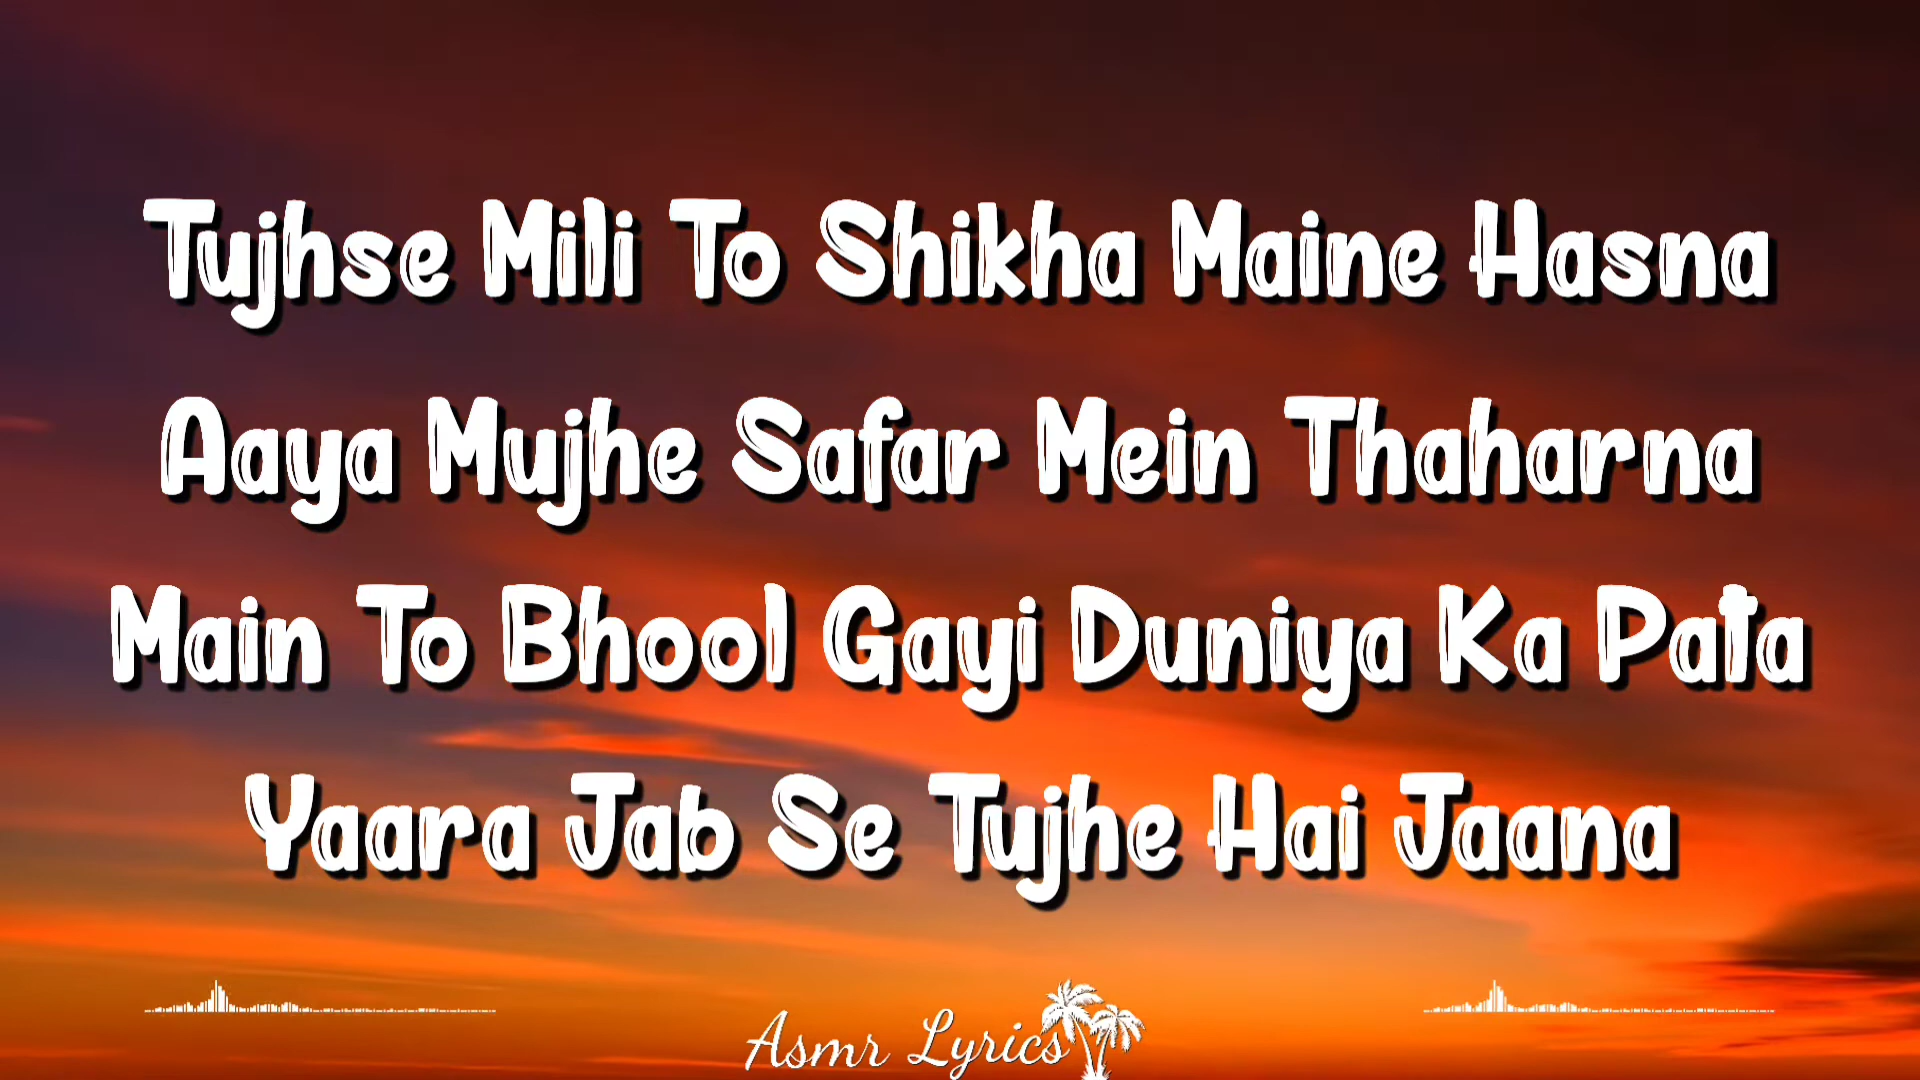 Tujhse Mili To Shikha Maine Hasna
Aaya Mujhe Safar Mein Thaharna
Main To Bhool Gayi Duniya Ka Pata
Yaara Jab Se Tujhe Hai Jaana
Asmr Lyrics